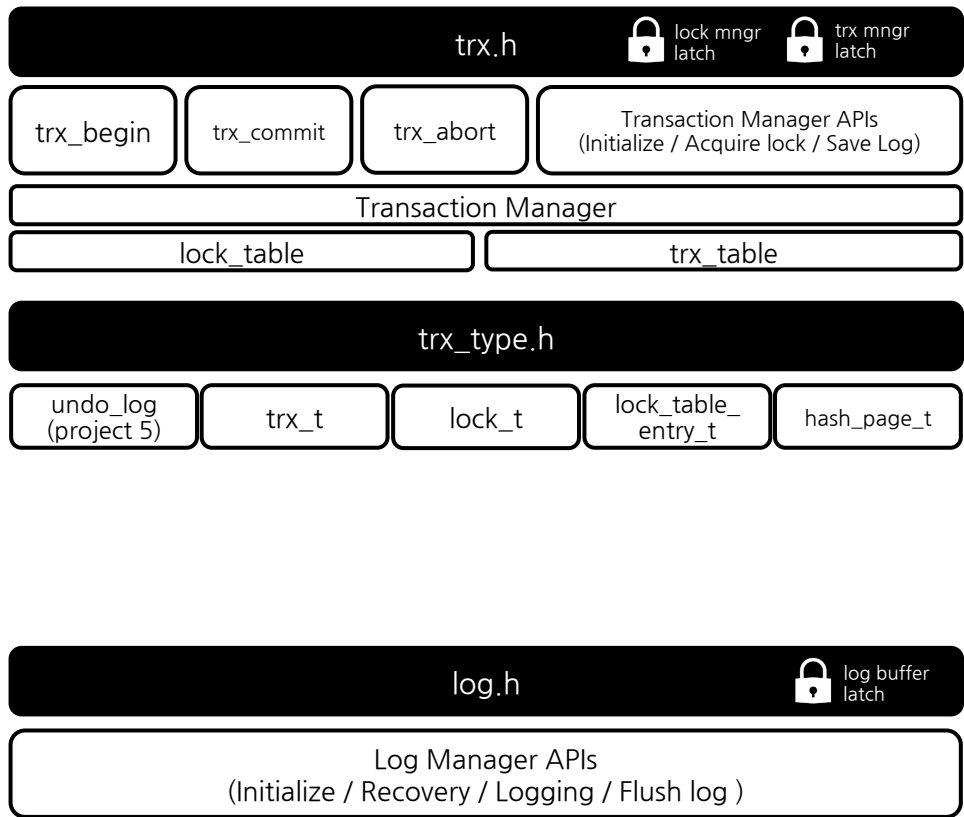 trx.h
lock mngr
latch
trx mngr
latch
trx_begin
trx_commit
trx_abort
Transaction Manager APIs
(Initialize / Acquire lock / Save Log)
Transaction Manager
lock_table
trx_table
trx_type.h
undo_log
(project 5)
trx_t
lock_t
lock_table_
entry_t
hash_page_t
log.h
log buffer
latch
Log Manager APIs
(Initialize / Recovery / Logging / Flush log )